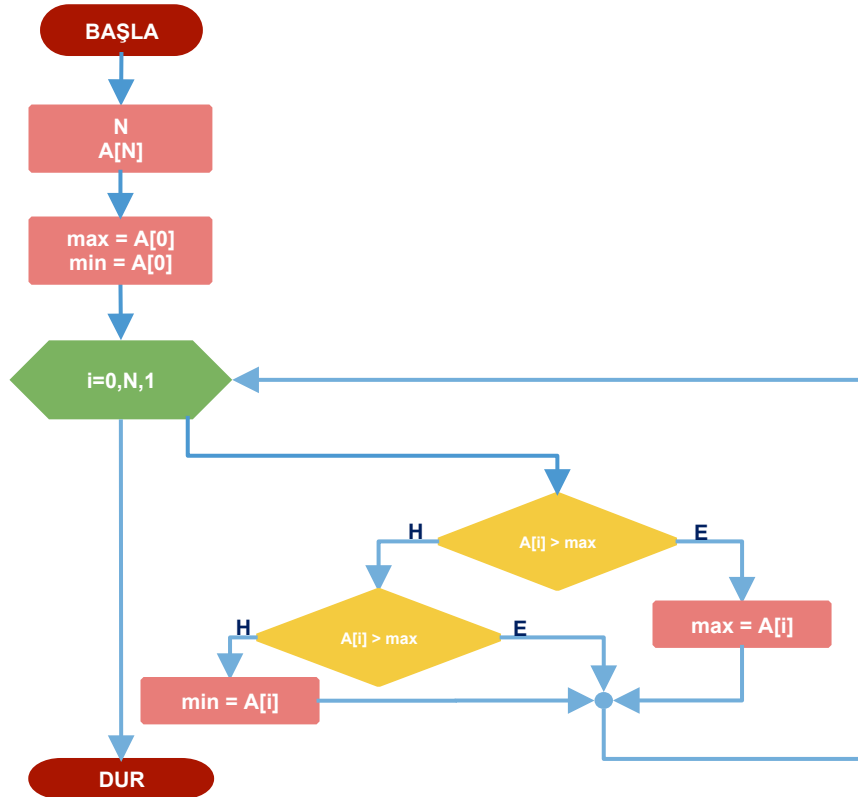 BAŞLA
N
A[N]
max = A[0]
min = A[0]
i=0,N,1
A[i] > max
H
E
A[i] > max
H
E
max = A[i]
min = A[i]
DUR